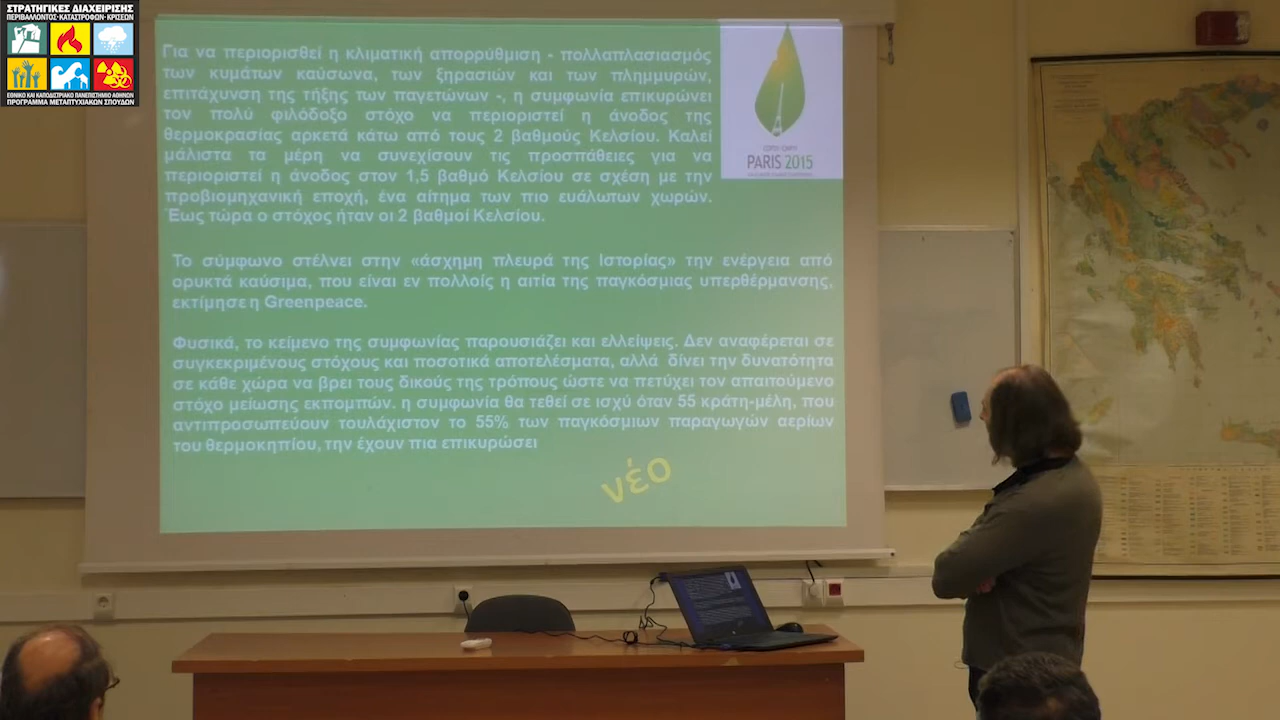 ΣΤΡΑΤΗΓΙΚΕΣ ΔΙΑΧΕΙΡΙΣΗΣ
ΠΕΡΙΒΑΛΛΟΝΤΟΣ·ΚΑΤΑΣΤΡΟΦΩΝ·ΚΡΙΣΕΩΝ
ΕΘΝΙΚΟ ΚΑΙ ΚΑΠΟΔΙΣΤΡΙΑΚΟ ΠΑΝΕΠΙΣΤΗΜΙΟ ΑΘΗΝΩΝ
ΠΡΟΓΡΑΜΜΑ ΜΕΤΑΠΤΥΧΙΑΚΩΝ ΣΠΟΥΔΩΝ
Για να περιορισθεί η κλιματική απορρύθμιση - πολλαπλασιασμός
των κυμάτων καύσωνα, των ξηρασιών και των πλημμυρών,
επιτάχυνση της τήξης των παγετώνων -, η συμφωνία επικυρώνει
τον πολύ φιλόδοξο στόχο να περιοριστεί η άνοδος της
θερμοκρασίας αρκετά κάτω από τους 2 βαθμούς Κελσίου. Καλεί
μάλιστα τα μέρη να συνεχίσουν τις προσπάθειες για να
περιοριστεί η άνοδος στον 1,5 βαθμό Κελσίου σε σχέση με την
προβιομηχανική εποχή, ένα αίτημα των πιο ευάλωτων χωρών.
Έως τώρα ο στόχος ήταν οι 2 βαθμοί Κελσίου.
PARIS 2015
Το σύμφωνο στέλνει στην «άσχημη πλευρά της Ιστορίας» την ενέργεια από
ορυκτά καύσιμα, που είναι εν πολλοίς η αιτία της παγκόσμιας υπερθέρμανσης,
εκτίμησε η Greenpeace.
Φυσικά, το κείμενο της συμφωνίας παρουσιάζει και ελλείψεις. Δεν αναφέρεται σε
συγκεκριμένους στόχους και ποσοτικά αποτελέσματα, αλλά δίνει την δυνατότητα
σε κάθε χώρα να βρει τους δικούς της τρόπους ώστε να πετύχει τον απαιτούμενο
στόχο μείωσης εκπομπών. η συμφωνία θα τεθεί σε ισχύ όταν 55 κράτη-μέλη, που
αντιπροσωπεύουν τουλάχιστον το 55% των παγκόσμιων παραγωγών αερίων
του θερμοκηπίου, την έχουν πια επικυρώσει
νέο